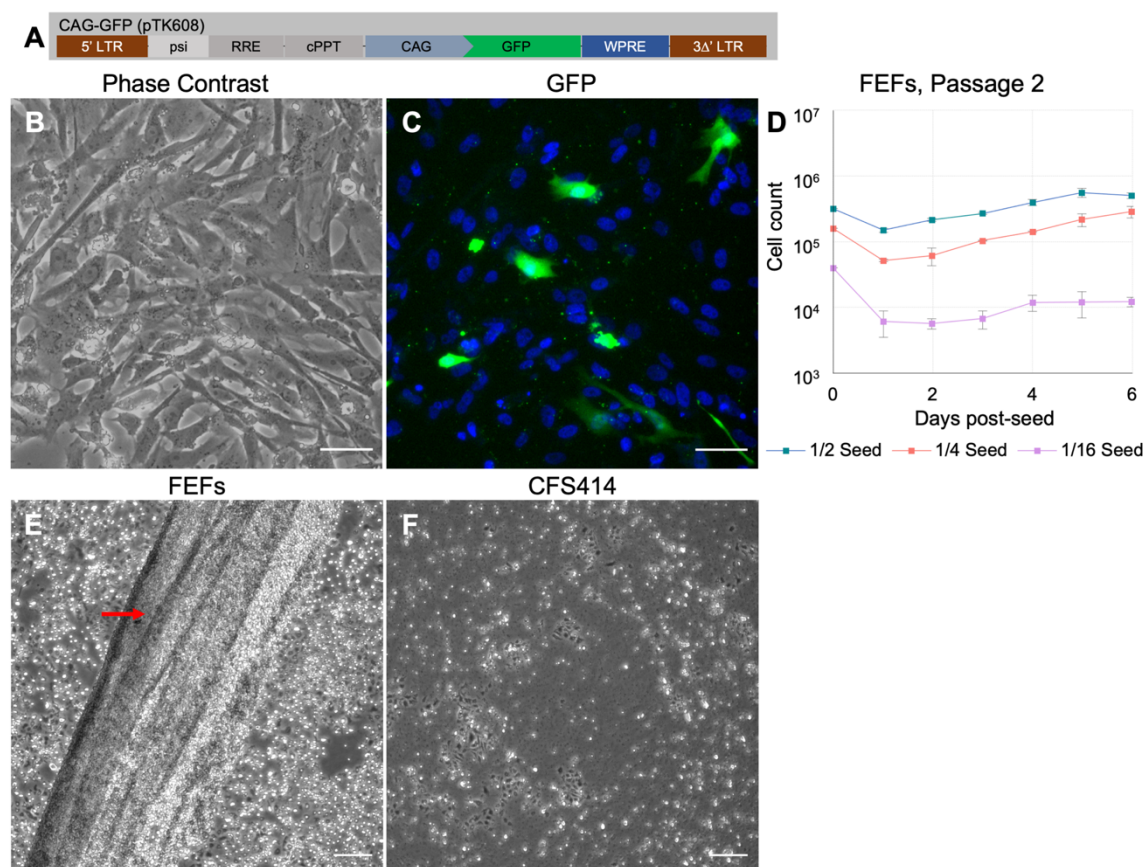 A
CAG-GFP (pTK608)
5' LTR psi RRE cPPT CAG GFP WPRE 3Δ' LTR
Phase Contrast
GFP
FEFs, Passage 2
B
C
D
10⁷
10⁶
10⁵
10⁴
10³
Cell count
0 2 4 6
Days post-seed
1/2 Seed 1/4 Seed 1/16 Seed
FEFs
CFS414
E
F